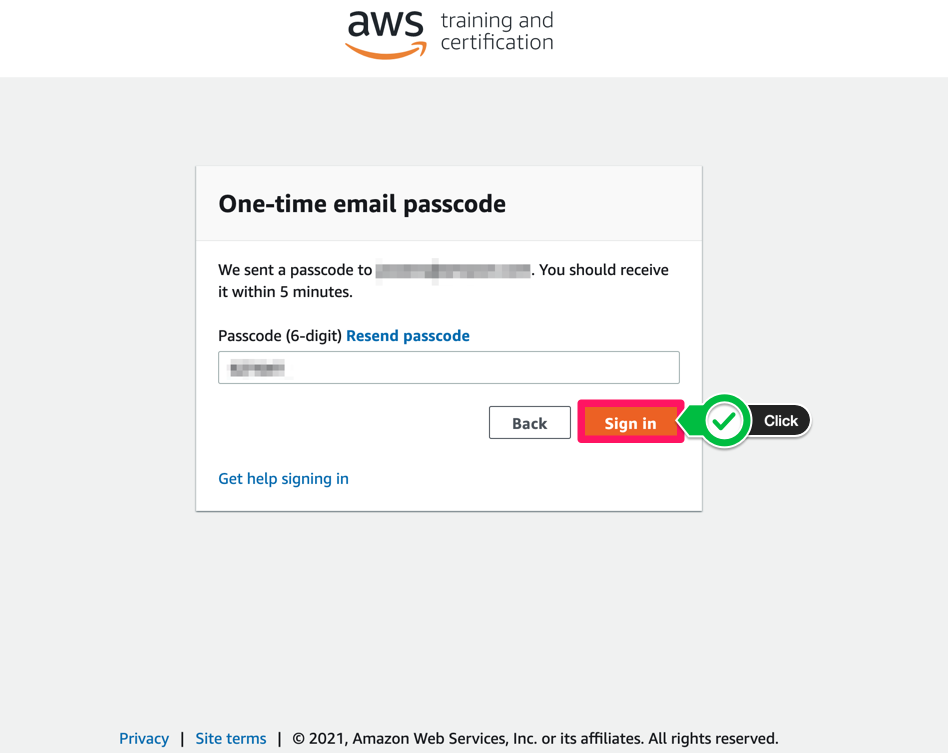 aws training and
certification
One-time email passcode
We sent a passcode to . You should receive
it within 5 minutes.
Passcode (6-digit) Resend passcode
Back
Sign in
Click
Get help signing in
Privacy | Site terms | © 2021, Amazon Web Services, Inc. or its affiliates. All rights reserved.